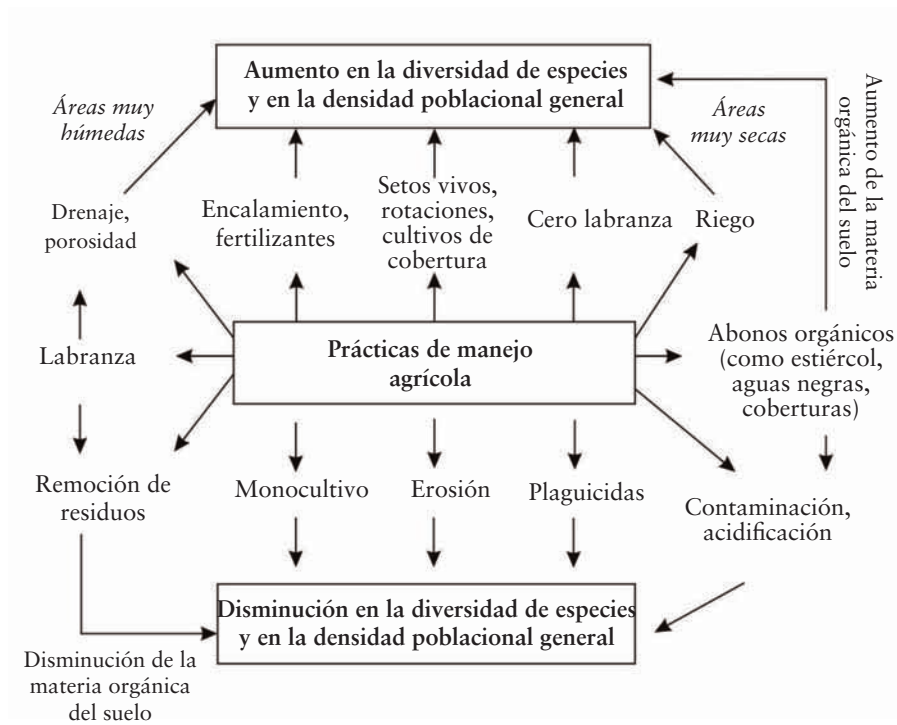 Aumento en la diversidad de especies
y en la densidad poblacional general
Áreas muy
húmedas
Áreas
muy secas
Aumento de la materia
orgánica del suelo
Drenaje,
porosidad
Encalamiento,
fertilizantes
Setos vivos,
rotaciones,
cultivos de
cobertura
Cero labranza
Riego
Labranza
Prácticas de manejo
agrícola
Abonos orgánicos
(como estiércol,
aguas negras,
coberturas)
Remoción de
residuos
Monocultivo
Erosión
Plaguicidas
Contaminación,
acidificación
Disminución en la diversidad de especies
y en la densidad poblacional general
Disminución de la
materia orgánica
del suelo